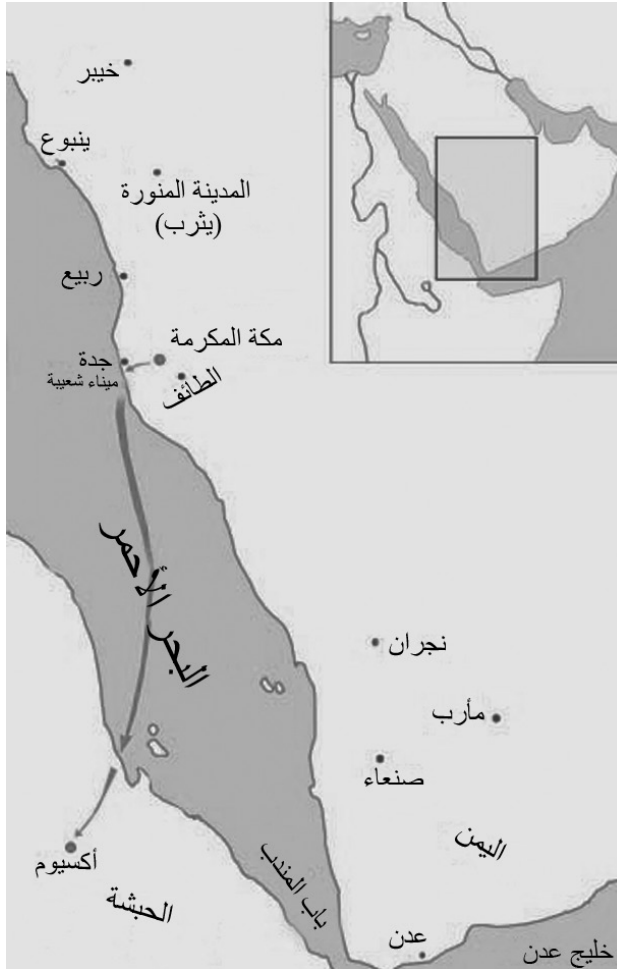 خيبر
ينبوع
المدينة المنورة
(يثرب)
ربيع
مكة المكرمة
جدة
ميناء شعيبة
الطائف
البحر الأحمر
نجران
مأرب
صنعاء
اليمن
أكسيوم
الحبشة
باب المندب
عدن
خليج عدن